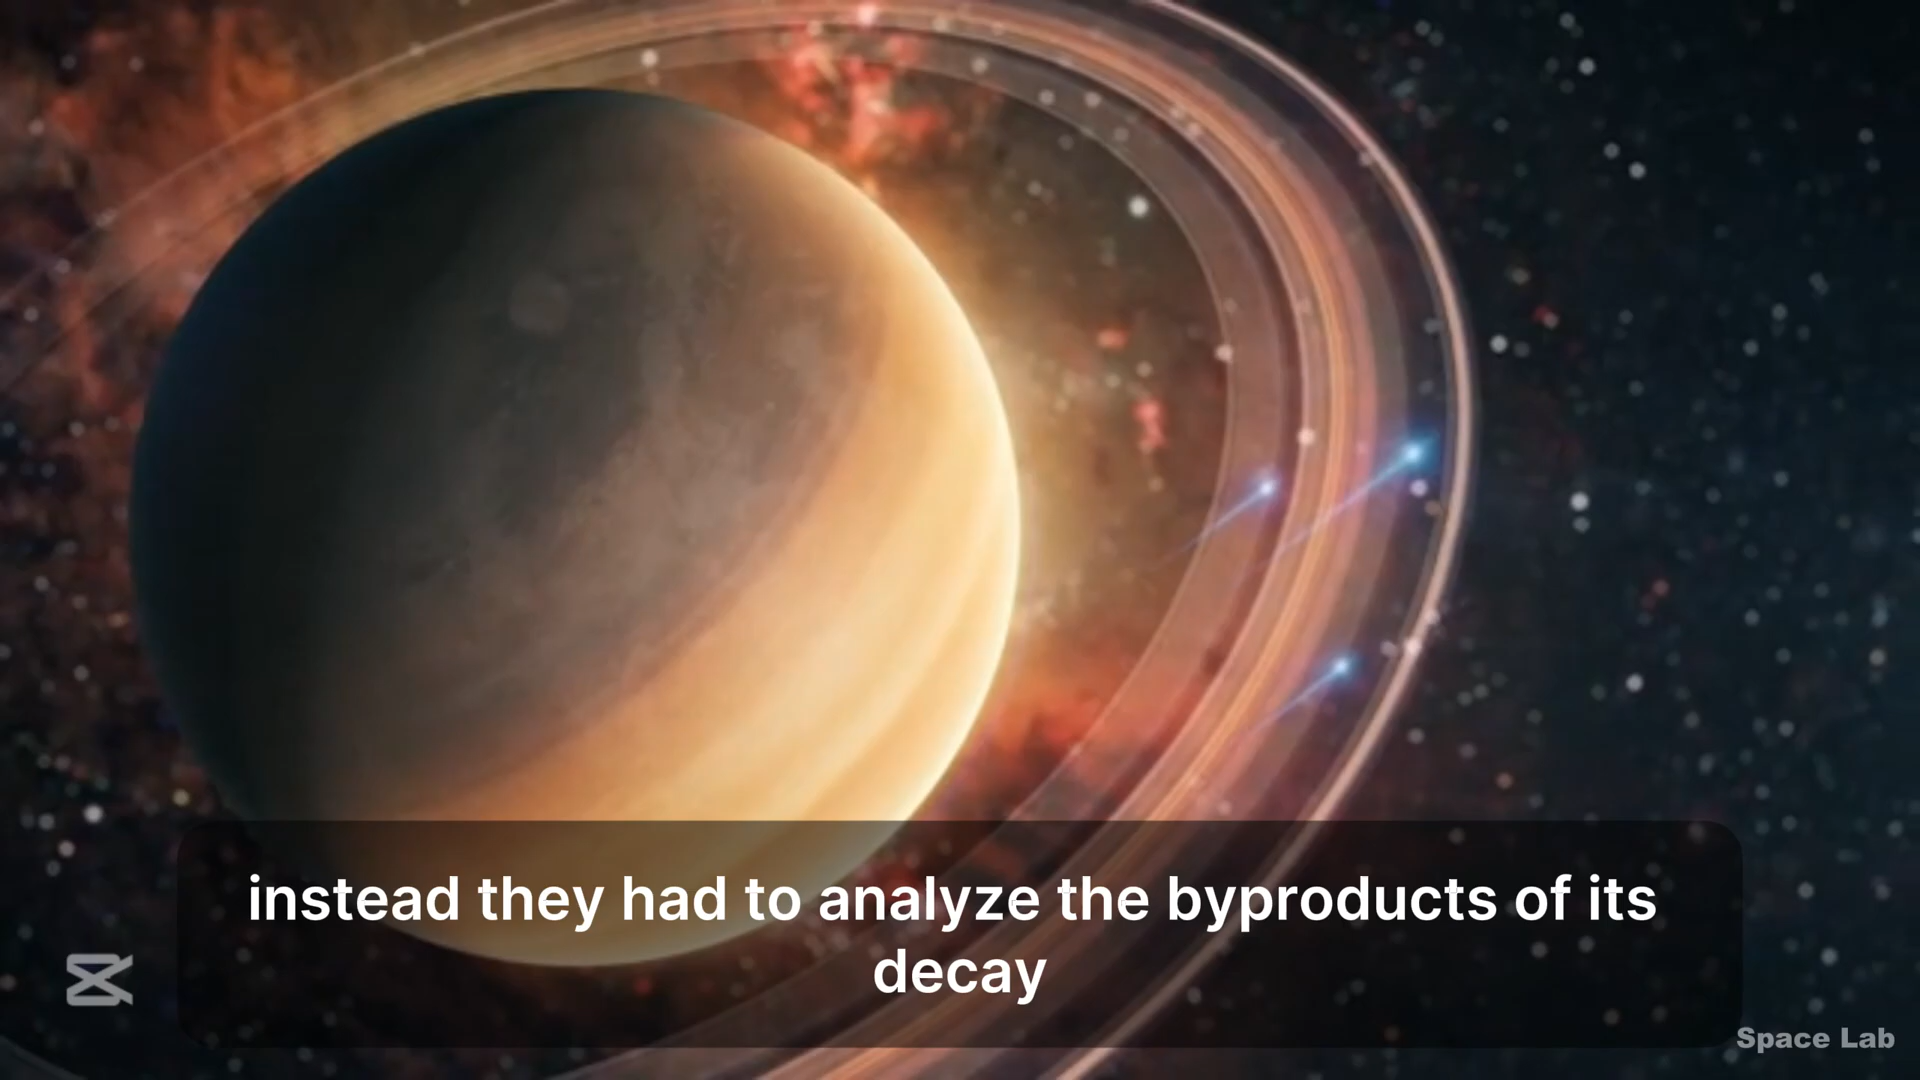 instead they had to analyze the byproducts of its
decay
Space Lab